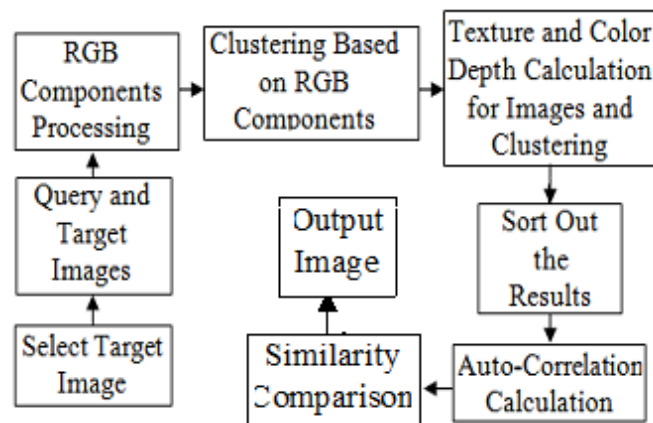 RGB
Components
Processing
Clustering Based
on RGB
Components
Texture and Color
Depth Calculation
for Images and
Clustering
Query and
Target
Images
Output
Image
Sort Out
the
Results
Select Target
Image
Similarity
Comparison
Auto-Correlation
Calculation